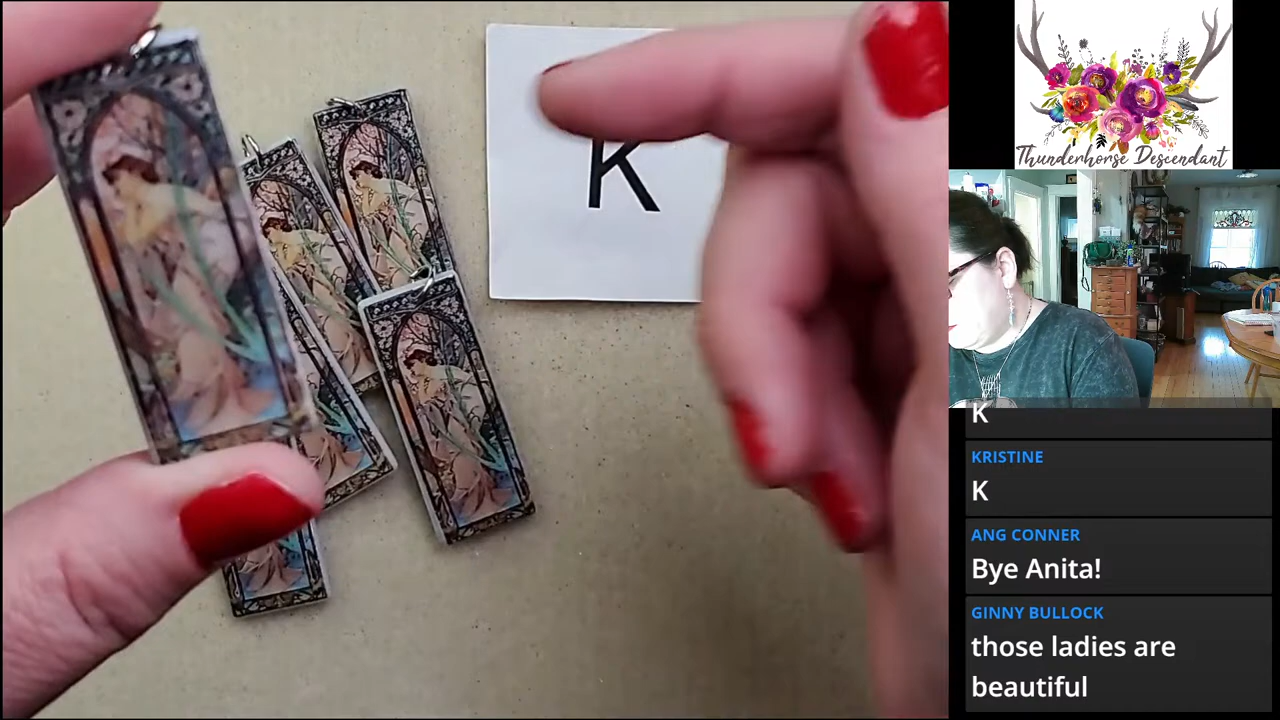 K
Thunderhorse Descendant
K
KRISTINE
K
ANG CONNER
Bye Anita!
GINNY BULLOCK
those ladies are
beautiful